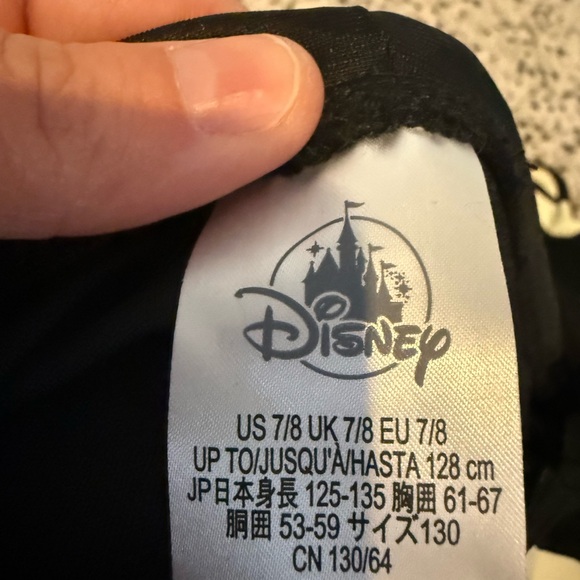 Disney
US 7/8 UK 7/8 EU 7/8
UP TO/JUSQU'À/HASTA 128 cm
JP日本身長 125-135 胸囲 61-67
胴囲 53-59 サイズ130
CN 130/64